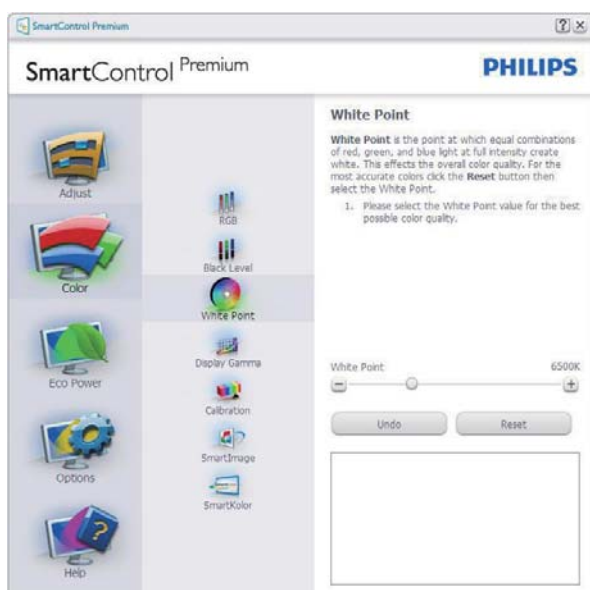 SmartControl Premium
SmartControl Premium
PHILIPS
Adjust
Color
Eco Power
Options
Help
RGB
Black Level
White Point
Display Gamma
Calibration
SmartImage
SmartKolor
White Point
White Point is the point at which equal combinations
of red, green, and blue light at full intensity create
white. This effects the overall color quality. For the
most accurate colors click the Reset button then
select the White Point.
1. Please select the White Point value for the best
possible color quality.
White Point 6500K
Undo Reset